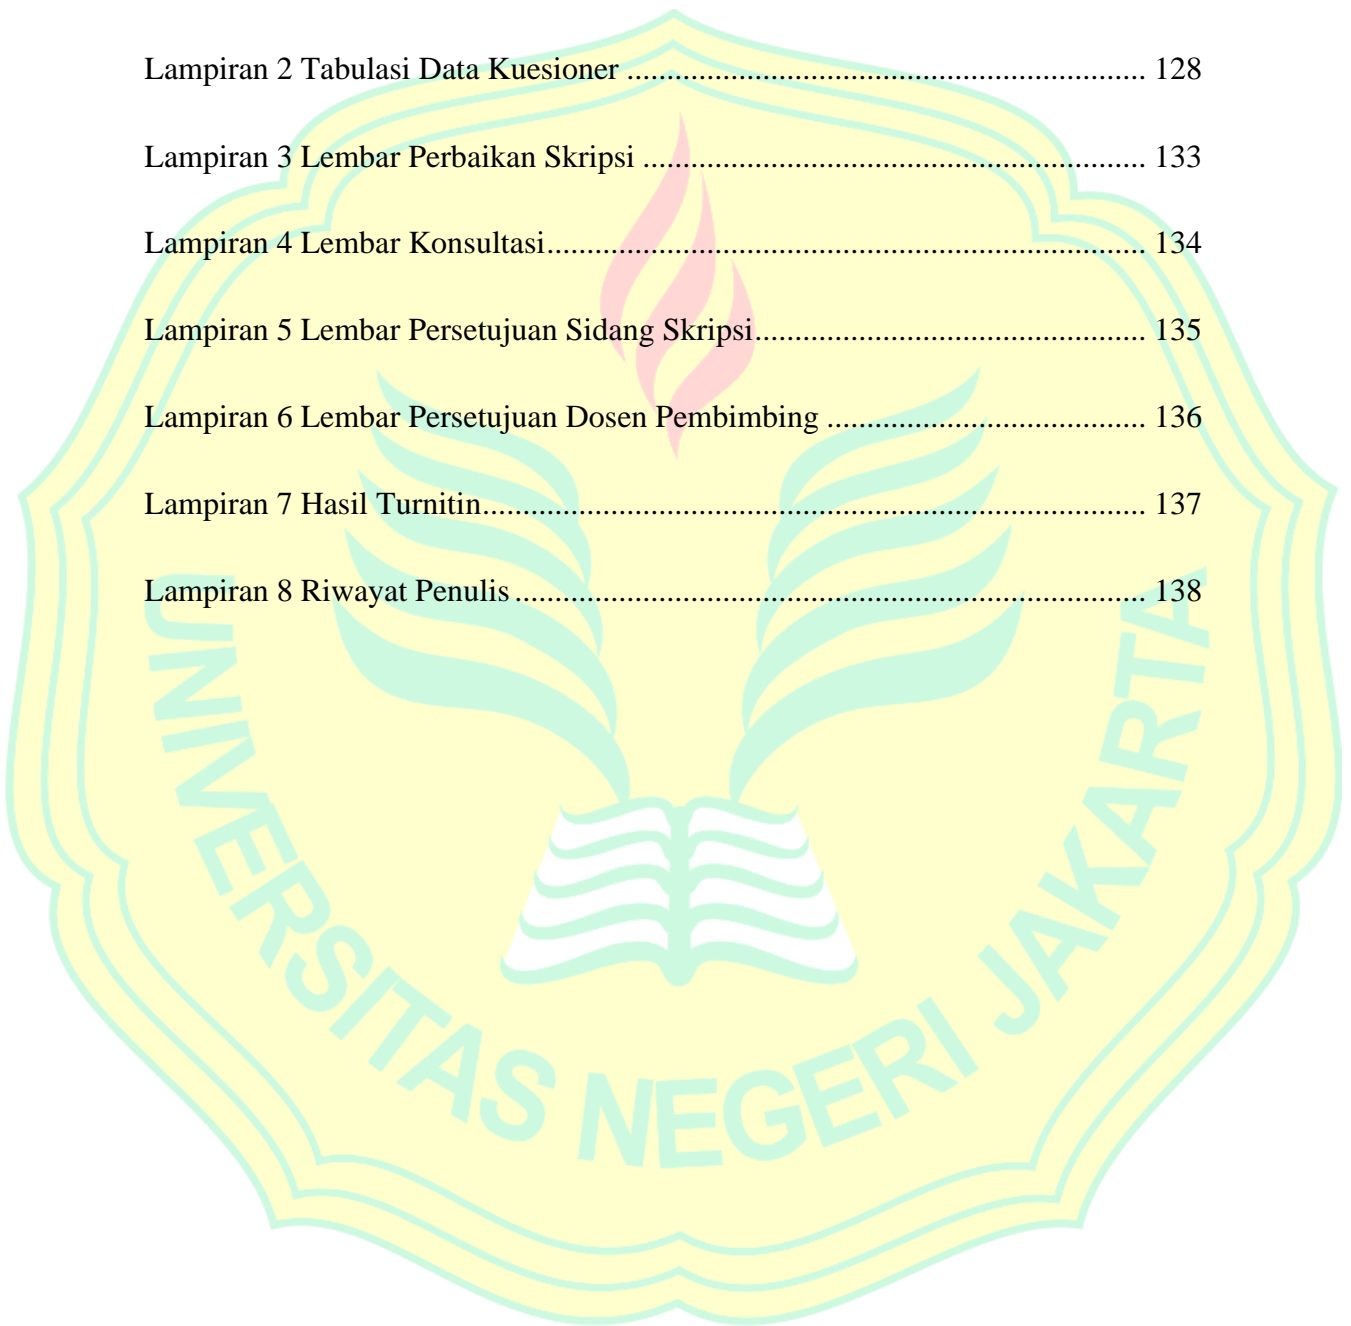 Lampiran 2 Tabulasi Data Kuesioner ................................................................. 128
Lampiran 3 Lembar Perbaikan Skripsi ............................................................... 133
Lampiran 4 Lembar Konsultasi........................................................................... 134
Lampiran 5 Lembar Persetujuan Sidang Skripsi................................................. 135
Lampiran 6 Lembar Persetujuan Dosen Pembimbing ........................................ 136
Lampiran 7 Hasil Turnitin................................................................................... 137
Lampiran 8 Riwayat Penulis............................................................................... 138
UNIVERSITAS NEGERI JAKARTA